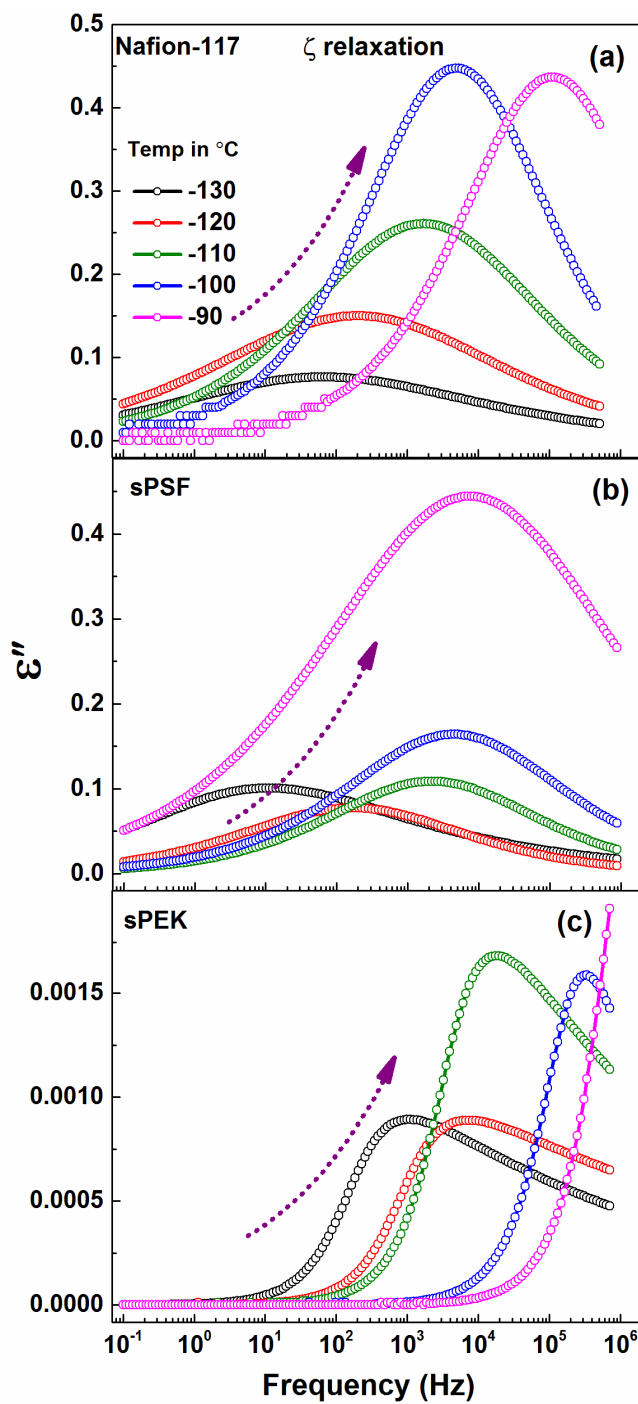 Nafion-117 ζ relaxation (a)
Temp in °C
-130
-120
-110
-100
-90
0.5
0.4
0.3
0.2
0.1
0.0
sPSF (b)
0.4
0.3
0.2
0.1
0.0
ε″
sPEK (c)
0.0015
0.0010
0.0005
0.0000
10⁻¹ 10⁰ 10¹ 10² 10³ 10⁴ 10⁵ 10⁶
Frequency (Hz)